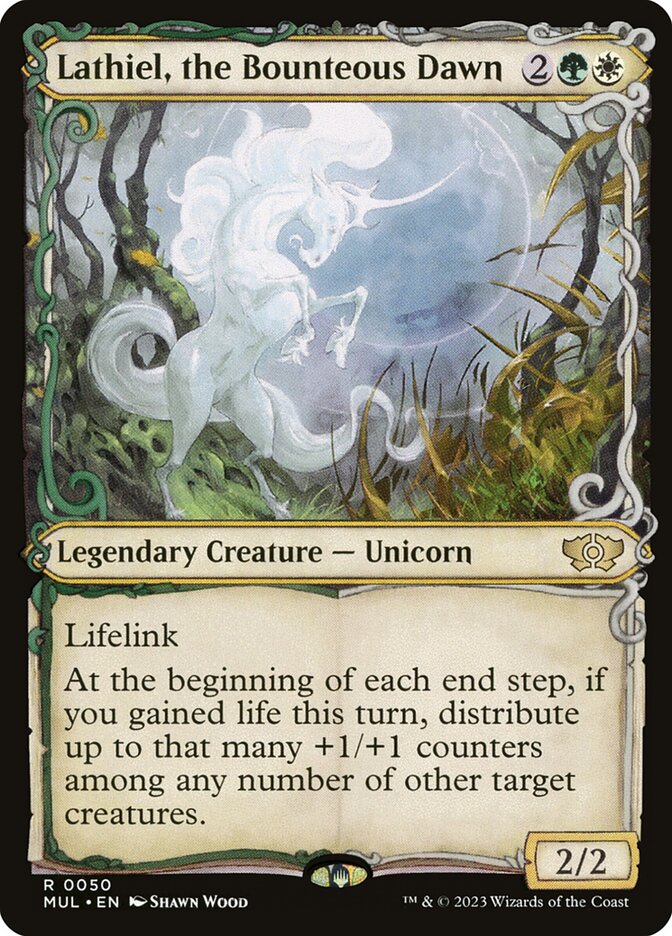 Lathiel, the Bounteous Dawn 2
Legendary Creature — Unicorn
Lifelink
At the beginning of each end step, if
you gained life this turn, distribute
up to that many +1/+1 counters
among any number of other target
creatures.
2/2
R 0050
MUL • EN Shawn Wood
™ & © 2023 Wizards of the Coast